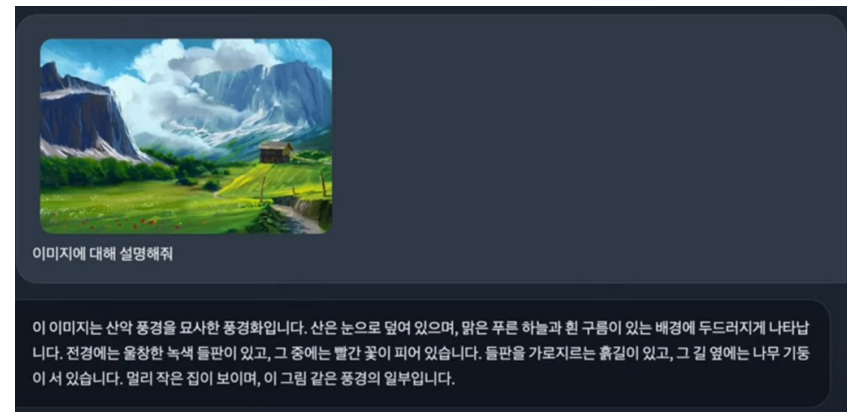 이미지에 대해 설명해줘
이 이미지는 산악 풍경을 묘사한 풍경화입니다. 산은 눈으로 덮여 있으며, 맑은 푸른 하늘과 흰 구름이 있는 배경에 두드러지게 나타납
니다. 전경에는 울창한 녹색 들판이 있고, 그 중에는 빨간 꽃이 피어 있습니다. 들판을 가로지르는 흙길이 있고, 그 길 옆에는 나무 기둥
이 서 있습니다. 멀리 작은 집이 보이며, 이 그림 같은 풍경의 일부입니다.